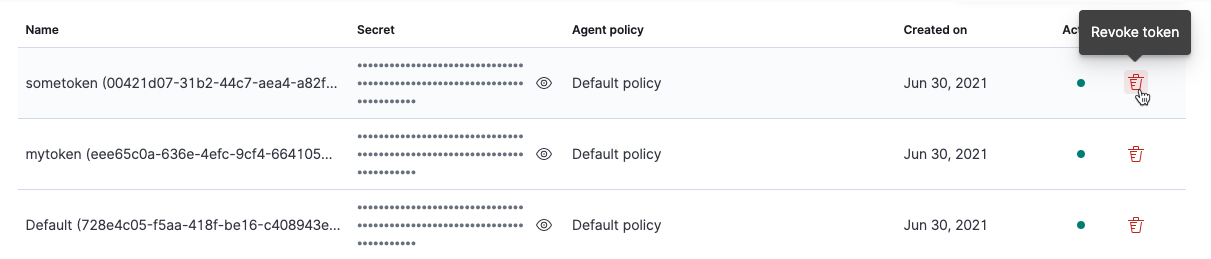 Name Secret Agent policy Created on Act
Revoke token
sometoken (00421d07-31b2-44c7-aea4-a82f... •••••••••••••••••••••••••••••••••••••••••••••••••••••••••••• Default policy Jun 30, 2021
mytoken (eee65c0a-636e-4efc-9cf4-664105... •••••••••••••••••••••••••••••••••••••••••••••••••••••••••••• Default policy Jun 30, 2021
Default (728e4c05-f5aa-418f-be16-c408943e... •••••••••••••••••••••••••••••••••••••••••••••••••••••••••••• Default policy Jun 30, 2021